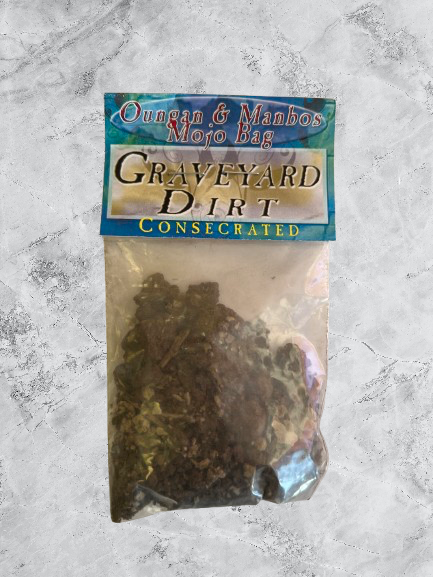 Oungan & Manbos
Mojo Bag
GRAVEYARD
DIRT
CONSECRATED